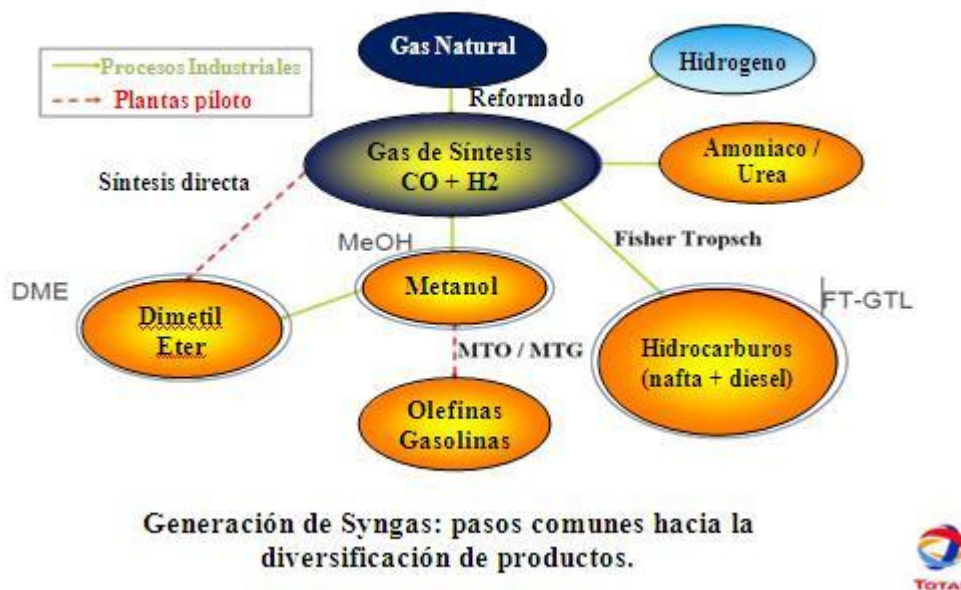 Gas Natural
Hidrogeno
Procesos Industriales
Plantas piloto
Reformado
Gas de Síntesis
CO + H2
Amoniaco /
Urea
Síntesis directa
MeOH
Fisher Tropsch
DME
Metanol
FT-GTL
Dimetil
Eter
MTO / MTG
Hidrocarburos
(nafta + diesel)
Olefinas
Gasolinas
Generación de Syngas: pasos comunes hacia la
diversificación de productos.
TOTAL